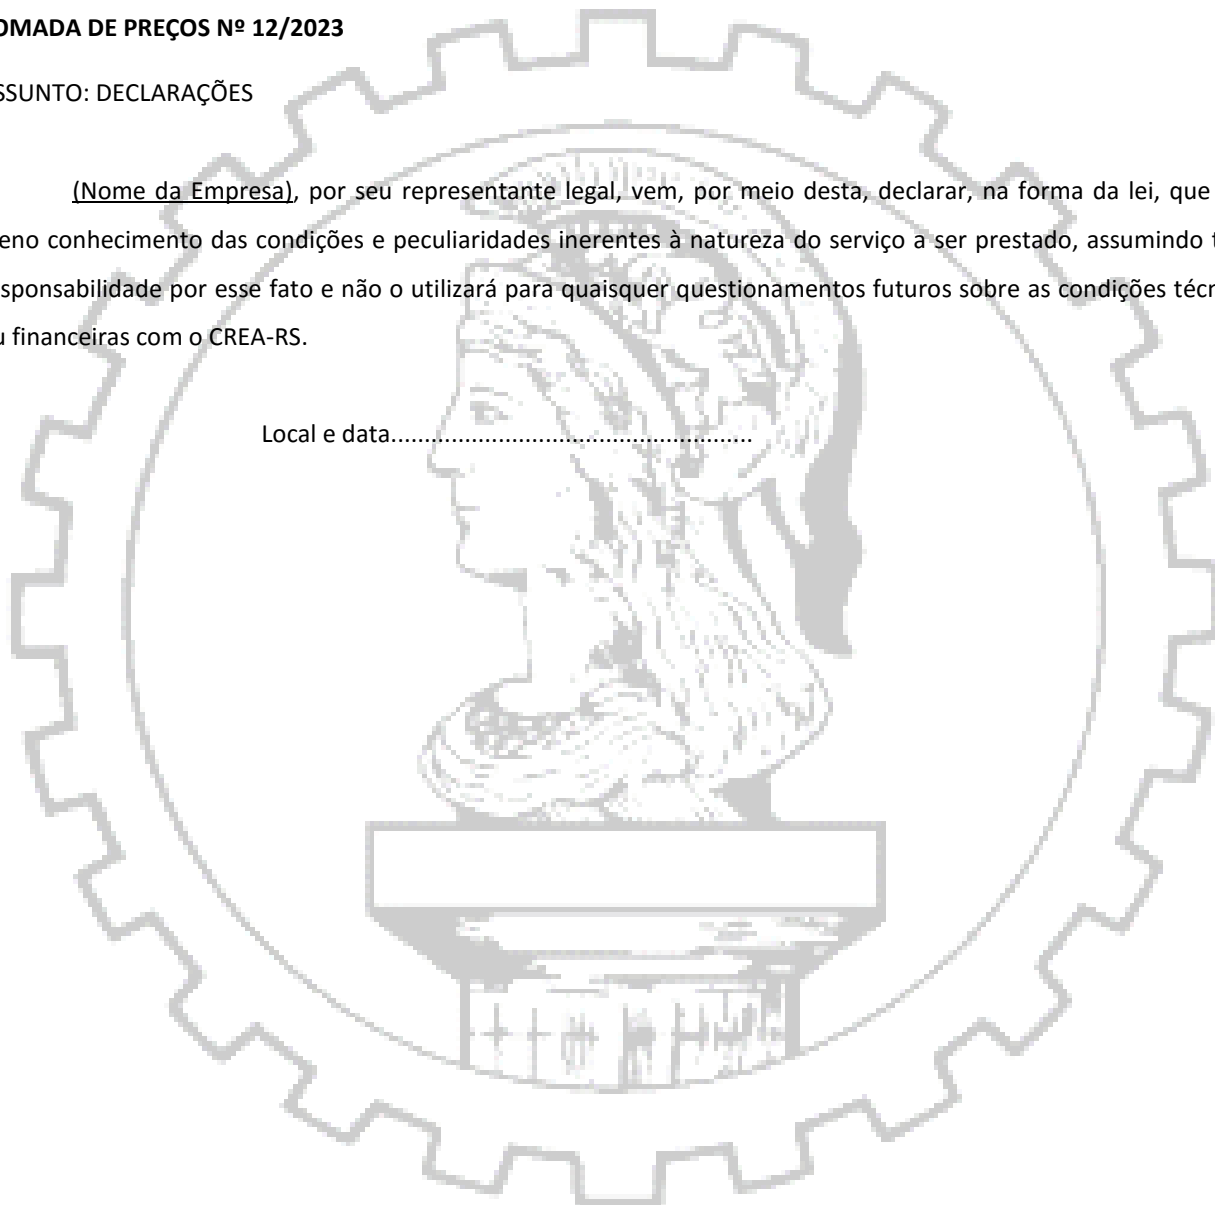 OMADA DE PREÇOS Nº 12/2023
SSUNTO: DECLARAÇÕES
(Nome da Empresa), por seu representante legal, vem, por meio desta, declarar, na forma da lei, que
eno conhecimento das condições e peculiaridades inerentes à natureza do serviço a ser prestado, assumindo t
sponsabilidade por esse fato e não o utilizará para quaisquer questionamentos futuros sobre as condições técn
u financeiras com o CREA-RS.
Local e data......................................................